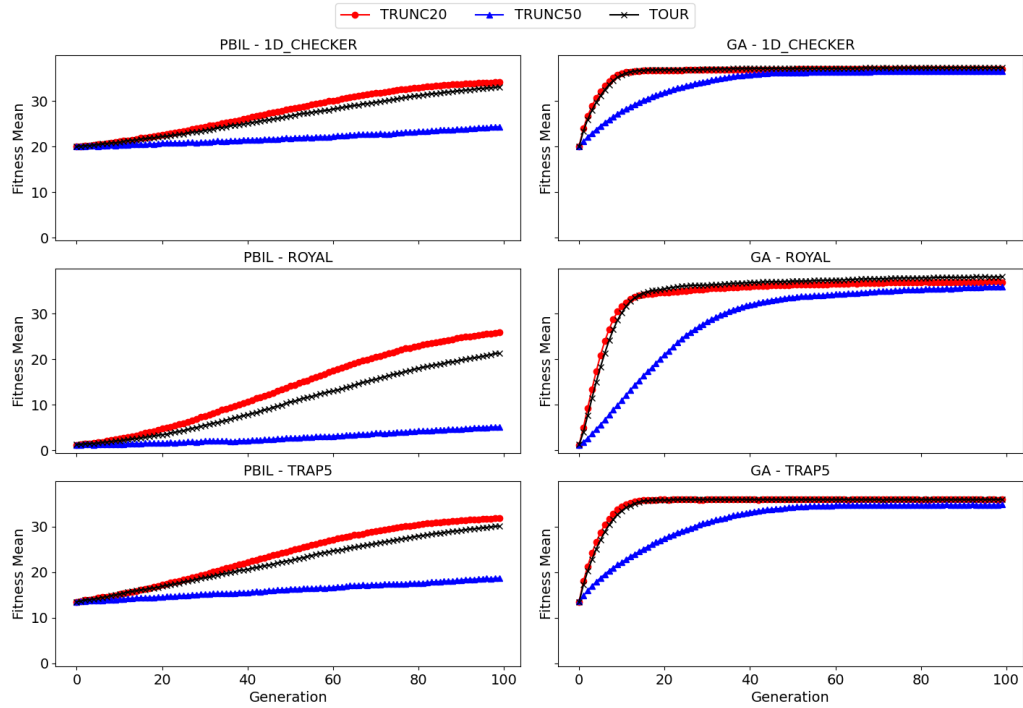 TRUNC20 TRUNC50 TOUR
PBIL - 1D_CHECKER
Fitness Mean
30
20
10
0
GA - 1D_CHECKER
Fitness Mean
PBIL - ROYAL
Fitness Mean
30
20
10
0
GA - ROYAL
Fitness Mean
PBIL - TRAP5
Fitness Mean
30
20
10
0
0 20 40 60 80 100
Generation
GA - TRAP5
Fitness Mean
0 20 40 60 80 100
Generation